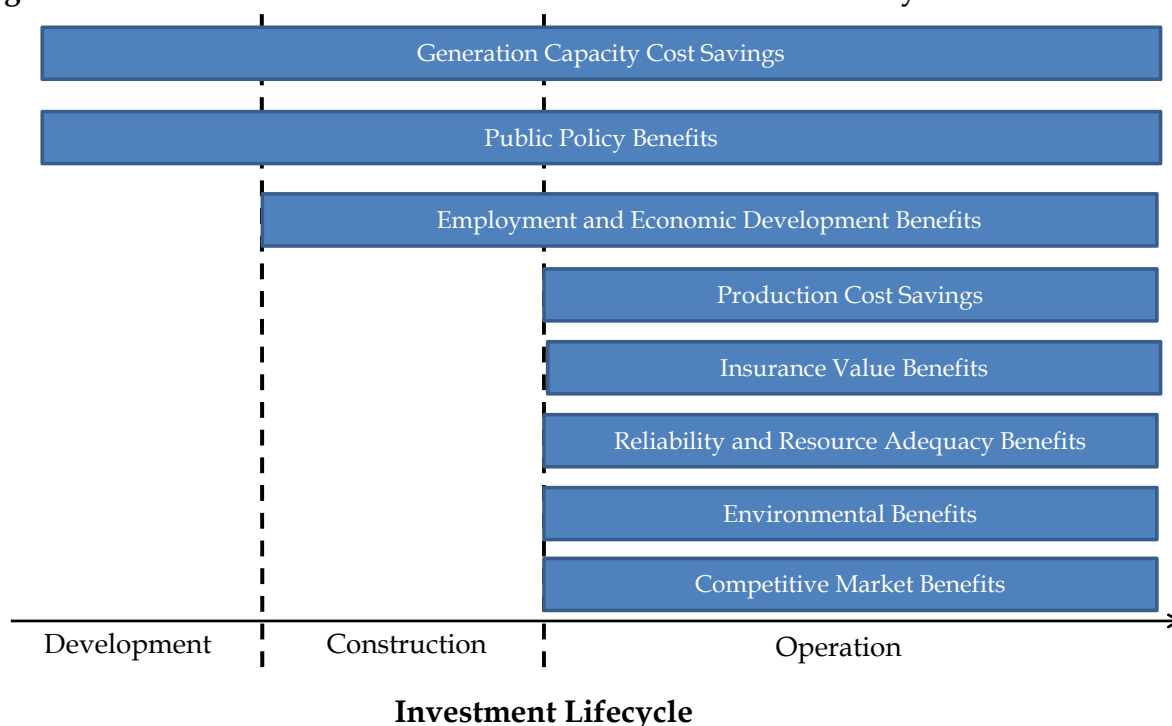 Generation Capacity Cost Savings
Public Policy Benefits
Employment and Economic Development Benefits
Production Cost Savings
Insurance Value Benefits
Reliability and Resource Adequacy Benefits
Environmental Benefits
Competitive Market Benefits
Development Construction Operation
Investment Lifecycle